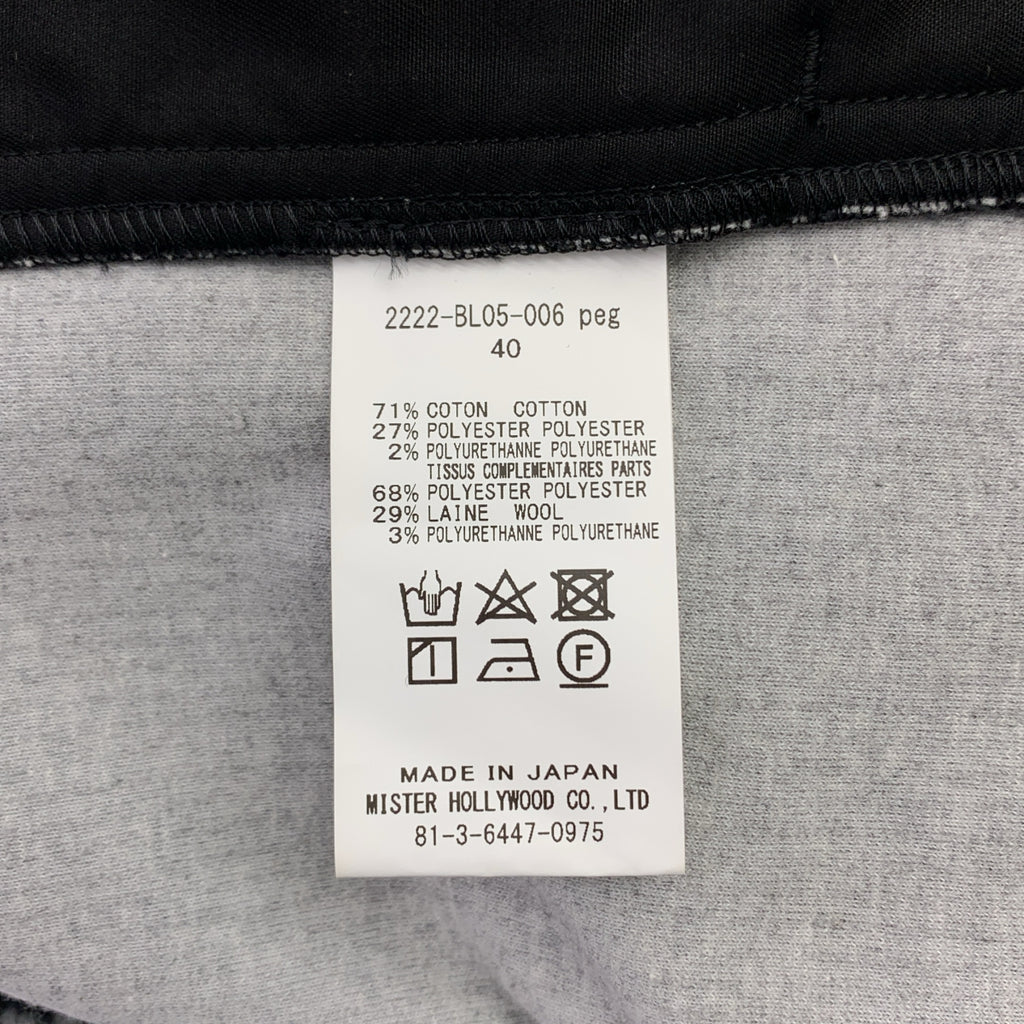 2222-BL05-006 peg
40
71% COTON COTTON
27% POLYESTER POLYESTER
2% POLYURETHANNE POLYURETHANE
TISSUS COMPLEMENTAIRES PARTS
68% POLYESTER POLYESTER
29% LAINE WOOL
3% POLYURETHANNE POLYURETHANE
F
MADE IN JAPAN
MISTER HOLLYWOOD CO.,LTD
81-3-6447-0975